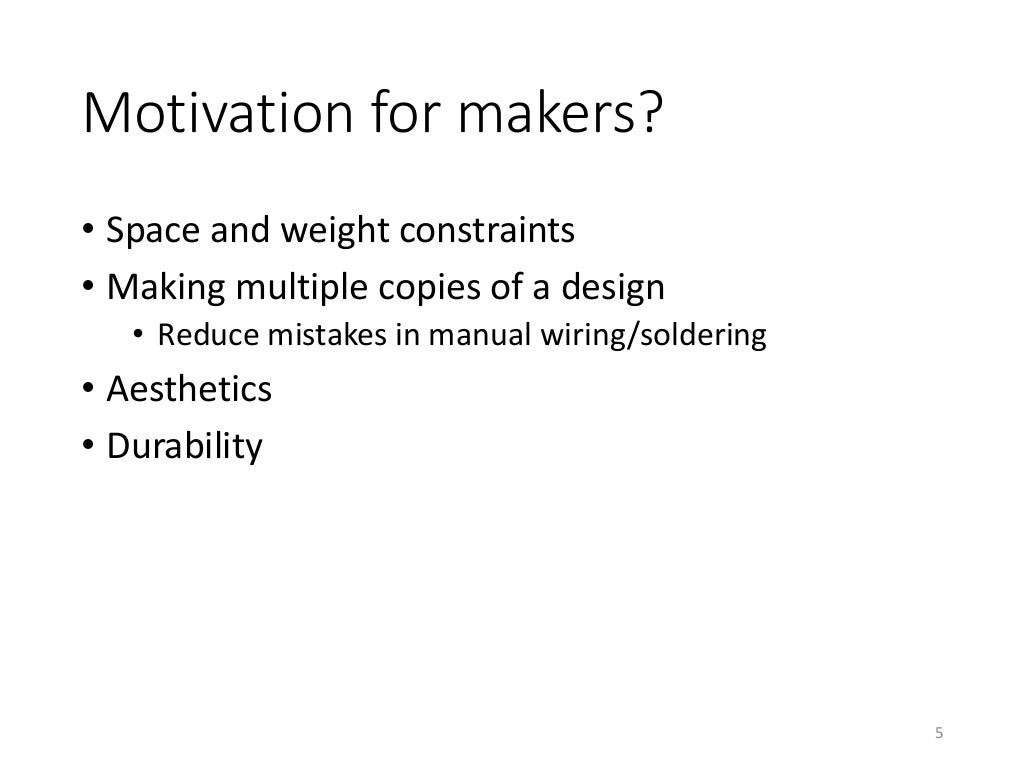 Motivation for makers?
• Space and weight constraints
• Making multiple copies of a design
• Reduce mistakes in manual wiring/soldering
• Aesthetics
• Durability
5